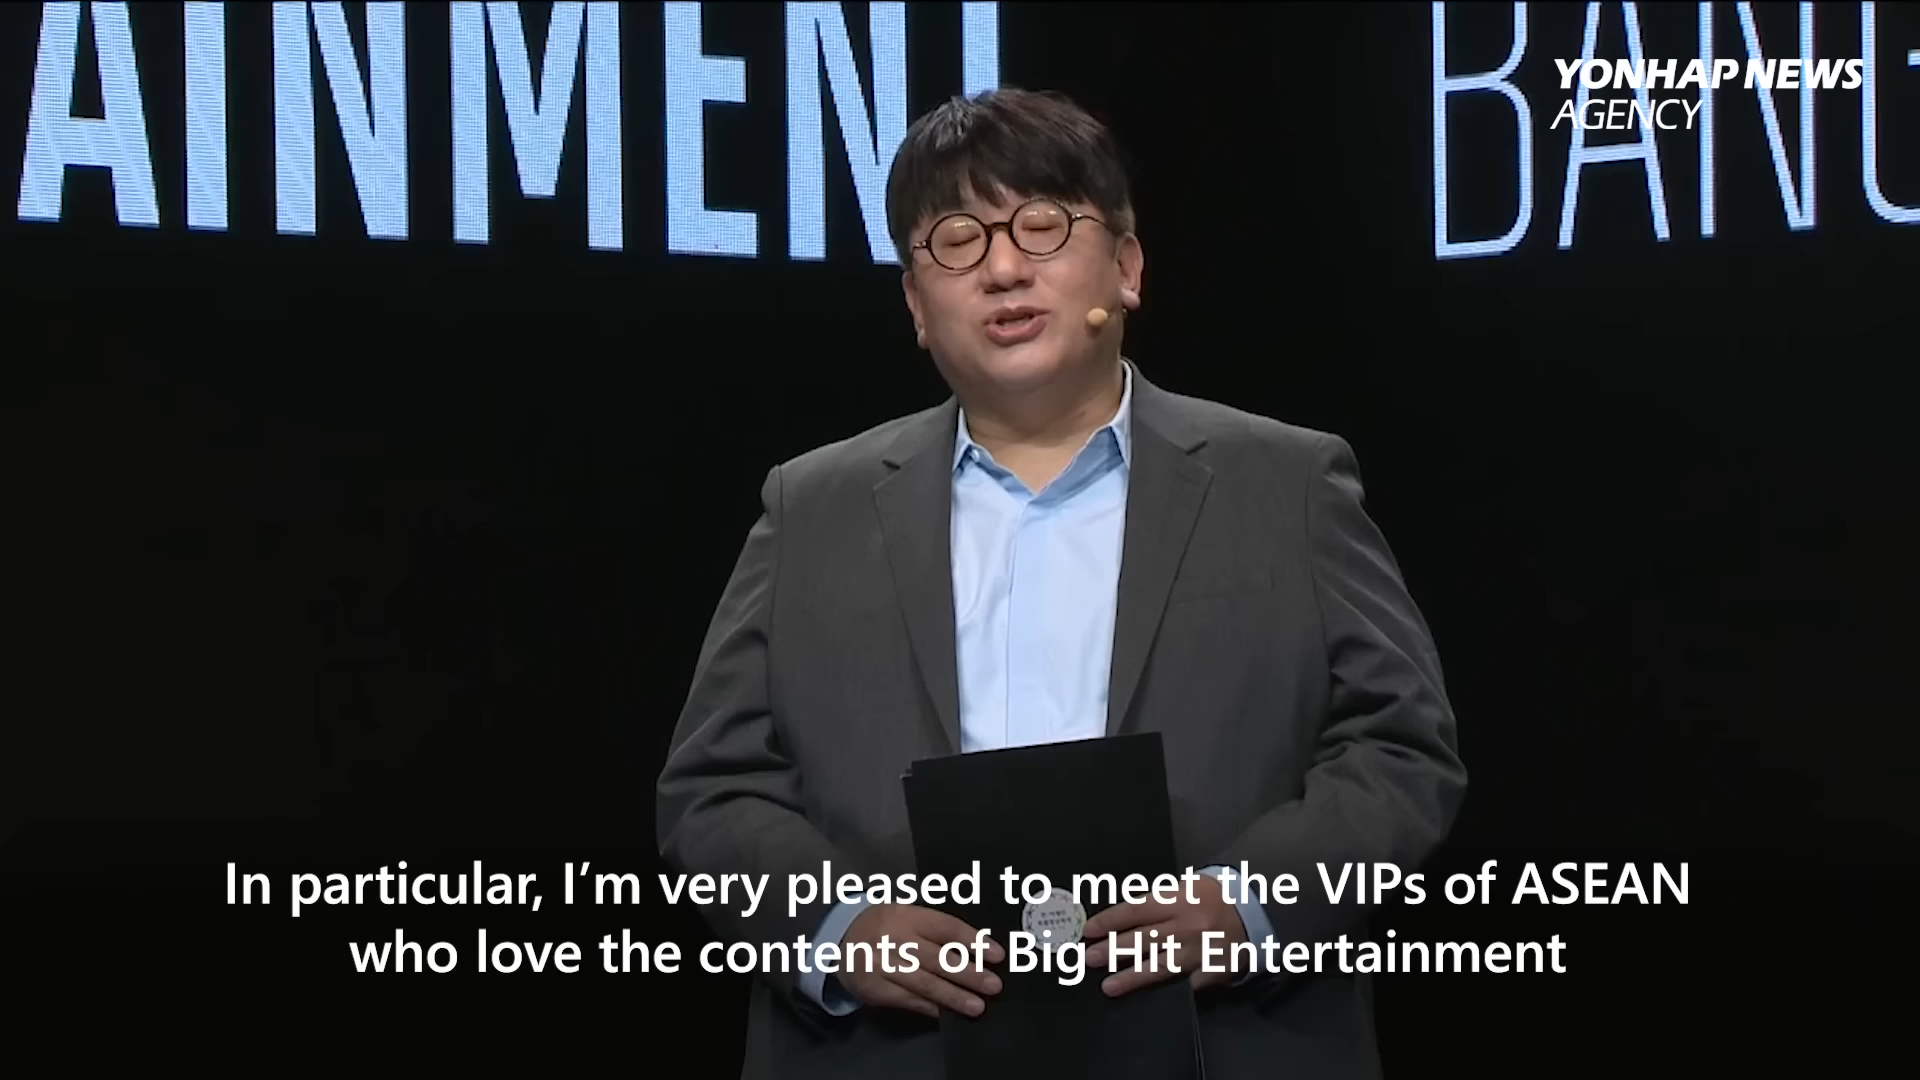 AINMENT
BANG
YONHAP NEWS
AGENCY
In particular, I'm very pleased to meet the VIPs of ASEAN
who love the contents of Big Hit Entertainment